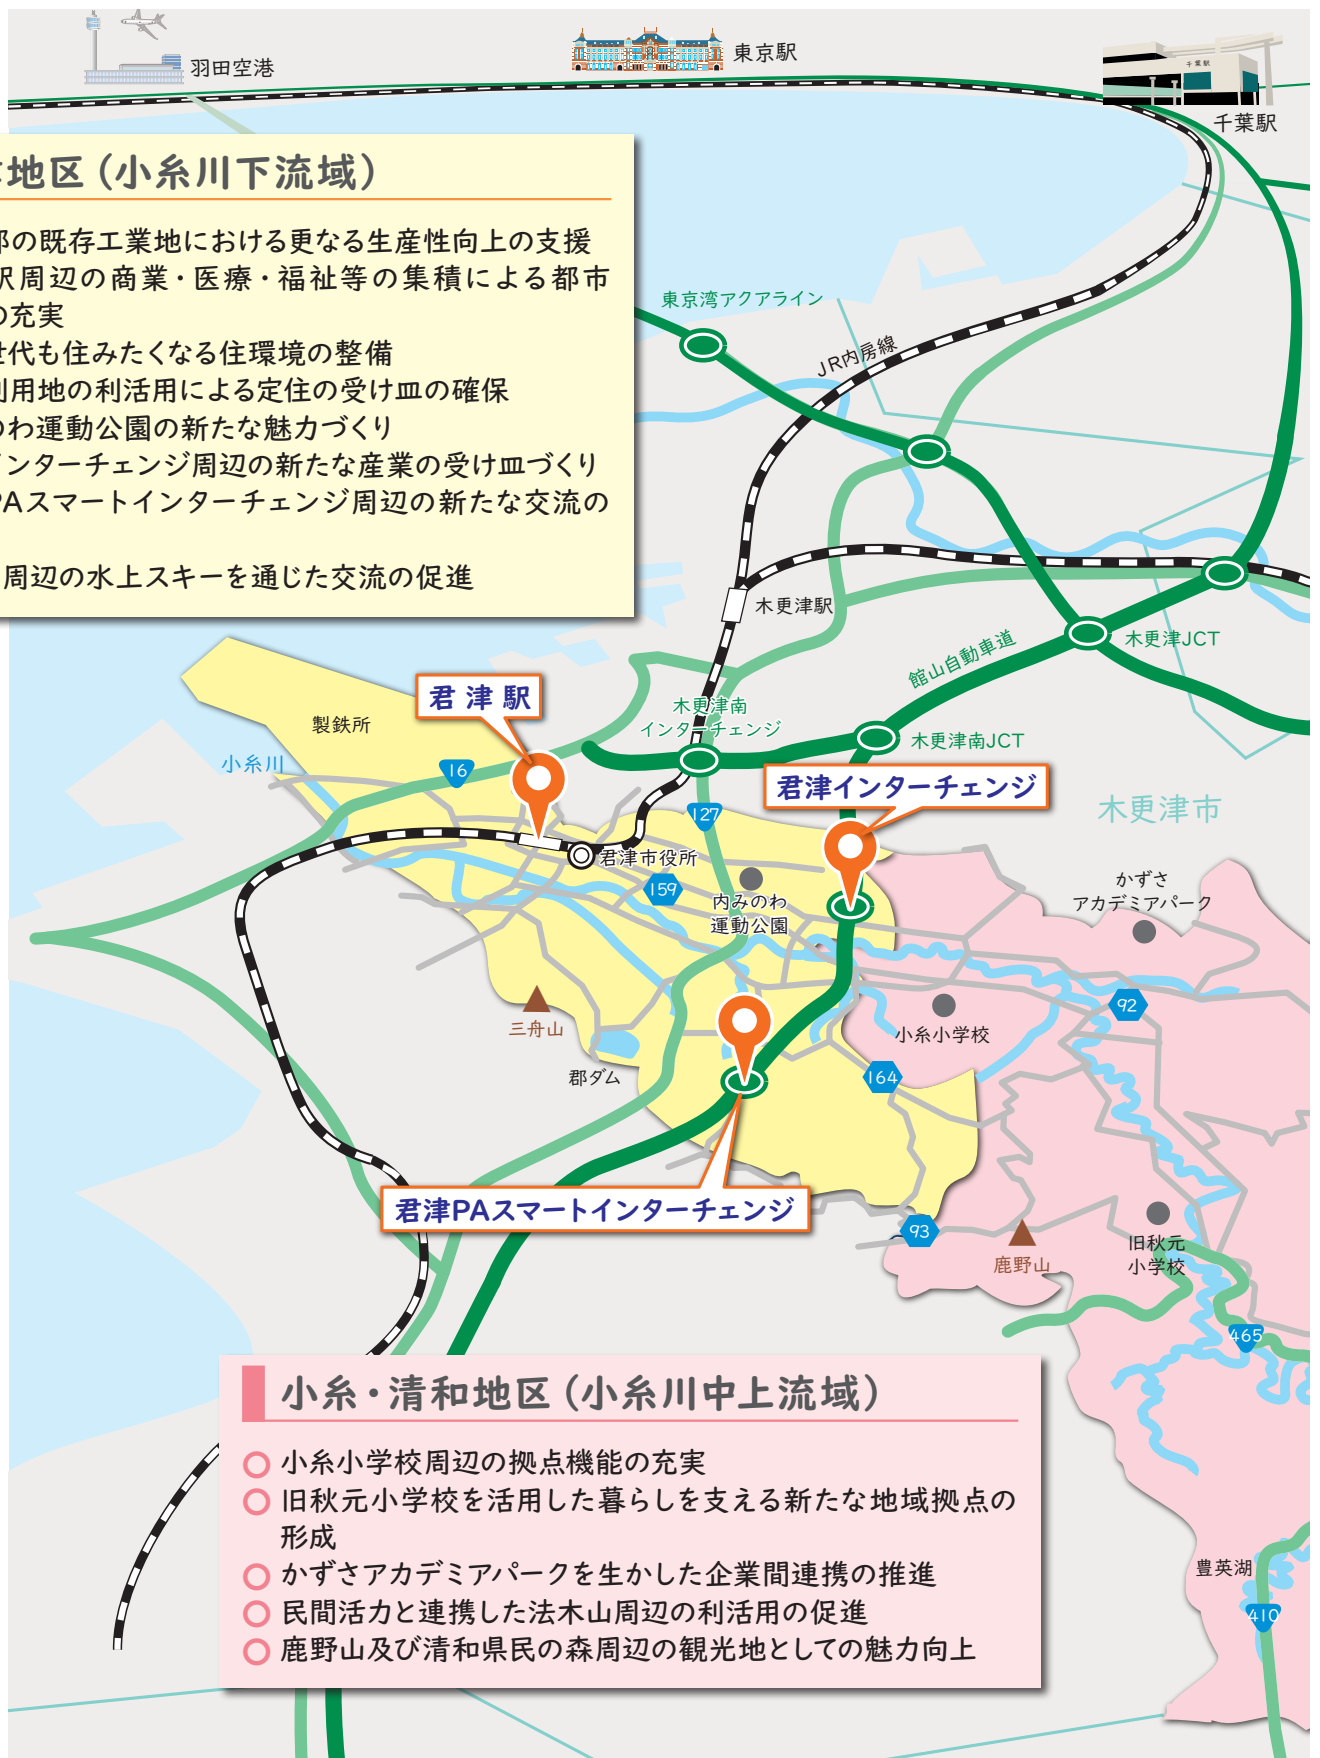 羽田空港
東京駅
千葉駅
千葉駅
地区（小糸川下流域）
の既存工業地における更なる生産性向上の支援
駅周辺の商業・医療・福祉等の集積による都市
の充実
世代も住みたくなる住環境の整備
利用地の利活用による定住の受け皿の確保
のわ運動公園の新たな魅力づくり
インターチェンジ周辺の新たな産業の受け皿づくり
PAスマートインターチェンジ周辺の新たな交流の
周辺の水上スキーを通じた交流の促進
東京湾アクアライン
JR内房線
木更津駅
木更津JCT
館山自動車道
君津駅
木更津南
インターチェンジ
木更津南JCT
製鉄所
小糸川
16
君津インターチェンジ
木更津市
127
君津市役所
159
内みのわ
運動公園
かずさ
アカデミアパーク
92
三舟山
小糸小学校
郡ダム
164
君津PAスマートインターチェンジ
93
鹿野山
旧秋元
小学校
465
小糸・清和地区（小糸川中上流域）
○ 小糸小学校周辺の拠点機能の充実
○ 旧秋元小学校を活用した暮らしを支える新たな地域拠点の
形成
○ かずさアカデミアパークを生かした企業間連携の推進
○ 民間活力と連携した法木山周辺の利活用の促進
○ 鹿野山及び清和県民の森周辺の観光地としての魅力向上
豊英湖
410